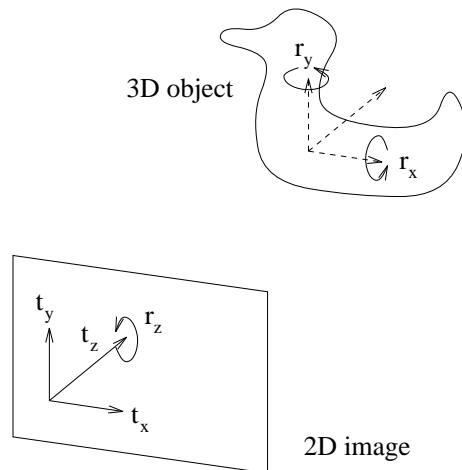 r_y
3D object
r_x
t_y
t_z
r_z
t_x
2D image